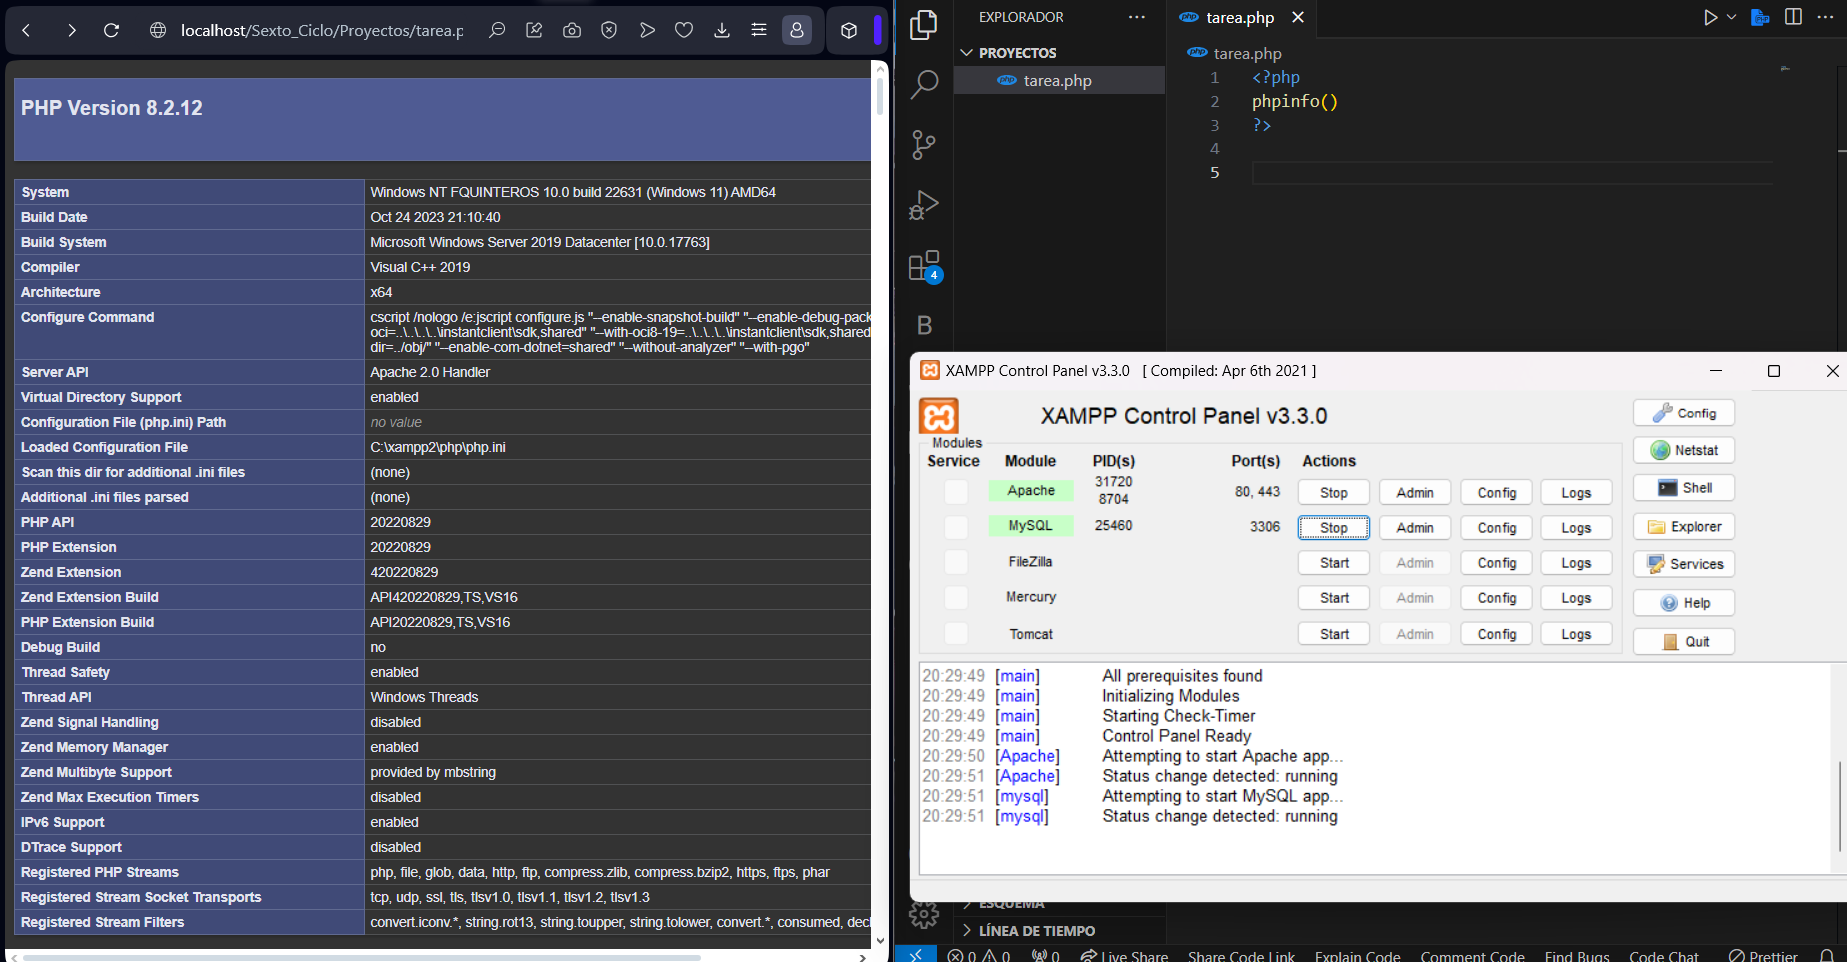 localhost/Sexto_Ciclo/Proyectos/tarea.p
PHP Version 8.2.12
System Windows NT FQUINTEROS 10.0 build 22631 (Windows 11) AMD64
Build Date Oct 24 2023 21:10:40
Build System Microsoft Windows Server 2019 Datacenter [10.0.17763]
Compiler Visual C++ 2019
Architecture x64
Configure Command cscript /nologo /e:jscript configure.js "--enable-snapshot-build" "--enable-debug-pack
oci=..\..\..\..\instantclient\sdk,shared" "--with-oci8-19=..\..\..\..\instantclient\sdk,shared
dir=../obj/" "--enable-com-dotnet=shared" "--without-analyzer" "--with-pgo"
Server API Apache 2.0 Handler
Virtual Directory Support enabled
Configuration File (php.ini) Path no value
Loaded Configuration File C:\xampp2\php\php.ini
Scan this dir for additional .ini files (none)
Additional .ini files parsed (none)
PHP API 20220829
PHP Extension 20220829
Zend Extension 420220829
Zend Extension Build API420220829,TS,VS16
PHP Extension Build API20220829,TS,VS16
Debug Build no
Thread Safety enabled
Thread API Windows Threads
Zend Signal Handling disabled
Zend Memory Manager enabled
Zend Multibyte Support provided by mbstring
Zend Max Execution Timers disabled
IPv6 Support enabled
DTrace Support disabled
Registered PHP Streams php, file, glob, data, http, ftp, compress.zlib, compress.bzip2, https, ftps, phar
Registered Stream Socket Transports tcp, udp, ssl, tls, tlsv1.0, tlsv1.1, tlsv1.2, tlsv1.3
Registered Stream Filters convert.iconv.*, string.rot13, string.toupper, string.tolower, convert.*, consumed, decl
EXPLORADOR ···
PROYECTOS
php tarea.php
4
B
php tarea.php
php tarea.php
1 <?php
2 phpinfo()
3 ?>
4
5
XAMPP Control Panel v3.3.0 [ Compiled: Apr 6th 2021 ]
XAMPP Control Panel v3.3.0
Modules
Service Module PID(s) Port(s) Actions
Apache 31720 8704 80, 443 Stop Admin Config Logs
MySQL 25460 3306 Stop Admin Config Logs
FileZilla Start Admin Config Logs
Mercury Start Admin Config Logs
Tomcat Start Admin Config Logs
Config
Netstat
Shell
Explorer
Services
Help
Quit
20:29:49 [main] All prerequisites found
20:29:49 [main] Initializing Modules
20:29:49 [main] Starting Check-Timer
20:29:49 [main] Control Panel Ready
20:29:50 [Apache] Attempting to start Apache app...
20:29:51 [Apache] Status change detected: running
20:29:51 [mysql] Attempting to start MySQL app...
20:29:51 [mysql] Status change detected: running
ESQUEMA
LÍNEA DE TIEMPO
0 0 0 Live Share Share Code Link Explain Code Comment Code Find Bugs Code Chat Prettier